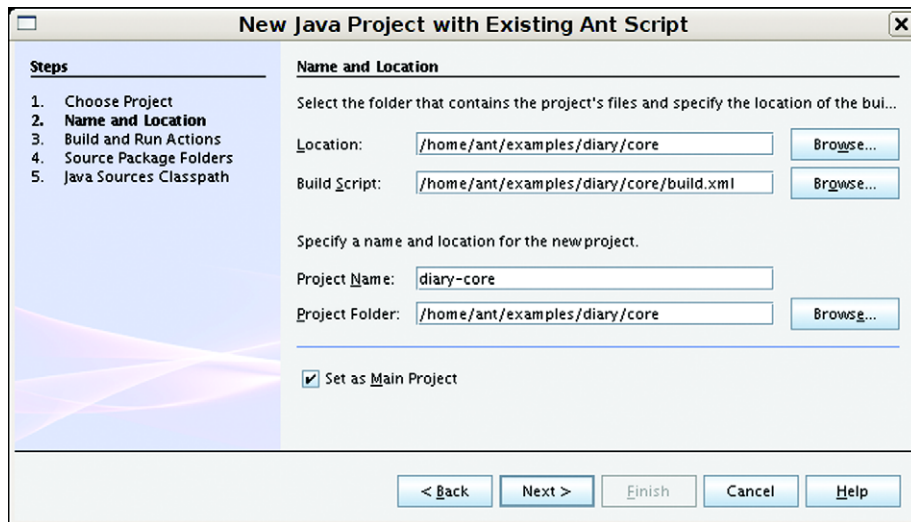 New Java Project with Existing Ant Script
Steps
1. Choose Project
2. Name and Location
3. Build and Run Actions
4. Source Package Folders
5. Java Sources Classpath
Name and Location
Select the folder that contains the project's files and specify the location of the bui...
Location: /home/ant/examples/diary/core Browse...
Build Script: /home/ant/examples/diary/core/build.xml Browse...
Specify a name and location for the new project.
Project Name: diary-core
Project Folder: /home/ant/examples/diary/core Browse...
Set as Main Project
< Back Next > Finish Cancel Help